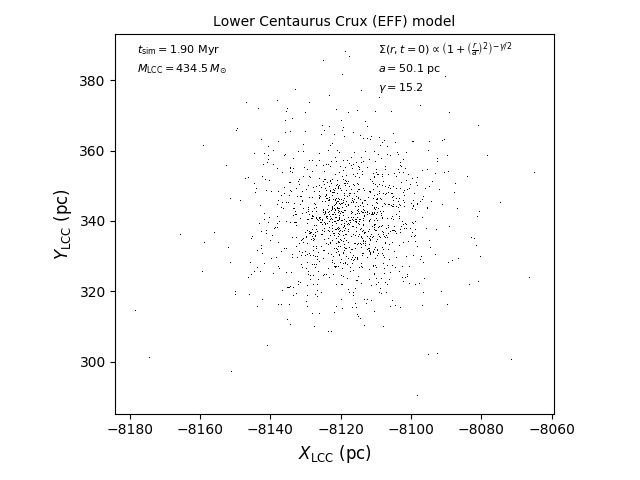 Lower Centaurus Crux (EFF) model
t_sim = 1.90 Myr
M_LCC = 434.5 M_⊙
Σ(r, t = 0) ∝ (1 + (r/a)²)^(−γ/2)
a = 50.1 pc
γ = 15.2
Y_LCC (pc)
380
360
340
320
300
−8180 −8160 −8140 −8120 −8100 −8080 −8060
X_LCC (pc)